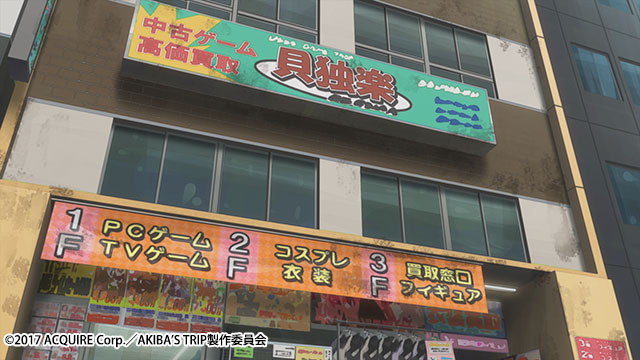 中古ゲーム
高価買取
貝独楽
1F
PCゲーム
TVゲーム
2F
コスプレ
衣装
3F
買取窓口
フィギュア
©2017 ACQUIRE Corp.／AKIBA'S TRIP製作委員会